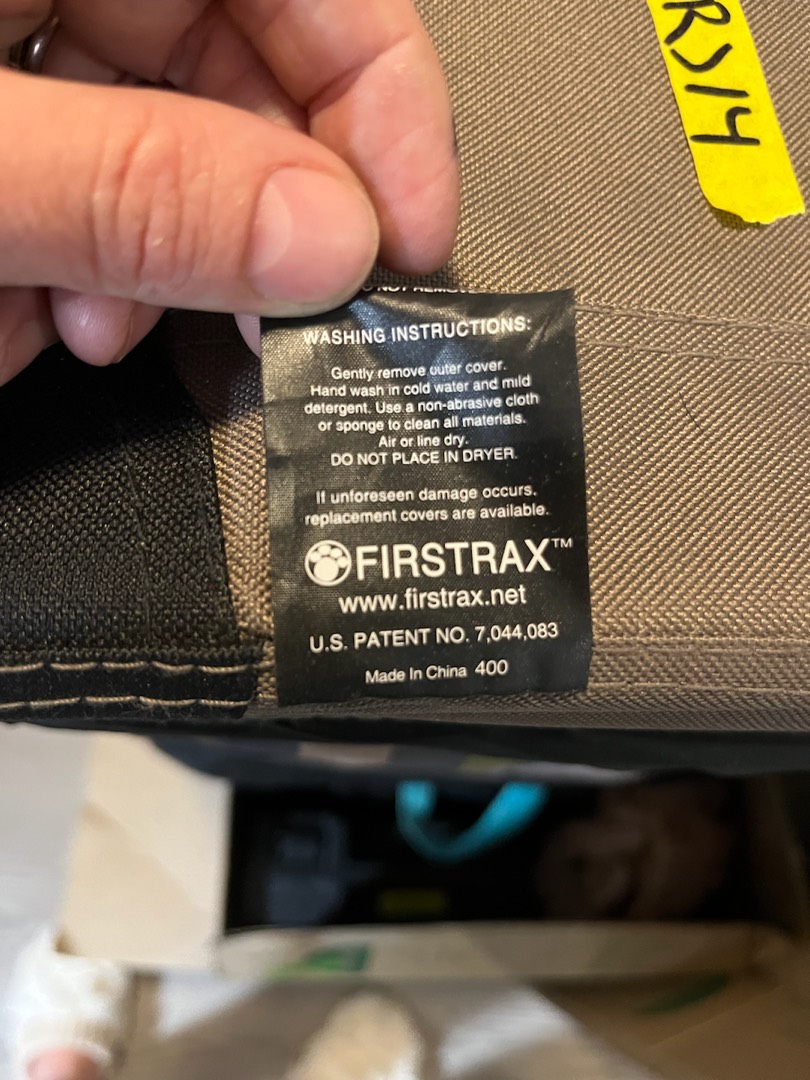 WASHING INSTRUCTIONS:
Gently remove outer cover.
Hand wash in cold water and mild
detergent. Use a non-abrasive cloth
or sponge to clean all materials.
Air or line dry.
DO NOT PLACE IN DRYER.
If unforeseen damage occurs.
replacement covers are available.
FIRSTRAX™
www.firstrax.net
U.S. PATENT NO. 7,044,083
Made In China 400